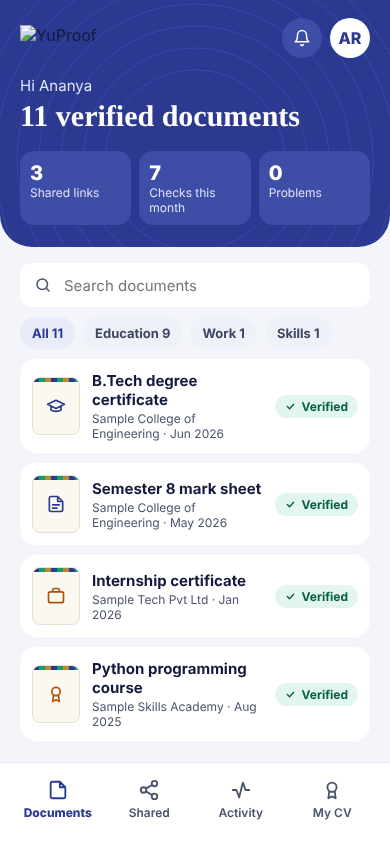 YuProof
AR
Hi Ananya
11 verified documents
3
Shared links
7
Checks this
month
0
Problems
Search documents
All 11
Education 9
Work 1
Skills 1
B.Tech degree
certificate
Sample College of
Engineering · Jun 2026
Verified
Semester 8 mark sheet
Sample College of
Engineering · May 2026
Verified
Internship certificate
Sample Tech Pvt Ltd · Jan
2026
Verified
Python programming
course
Sample Skills Academy · Aug
2025
Verified
Documents
Shared
Activity
My CV